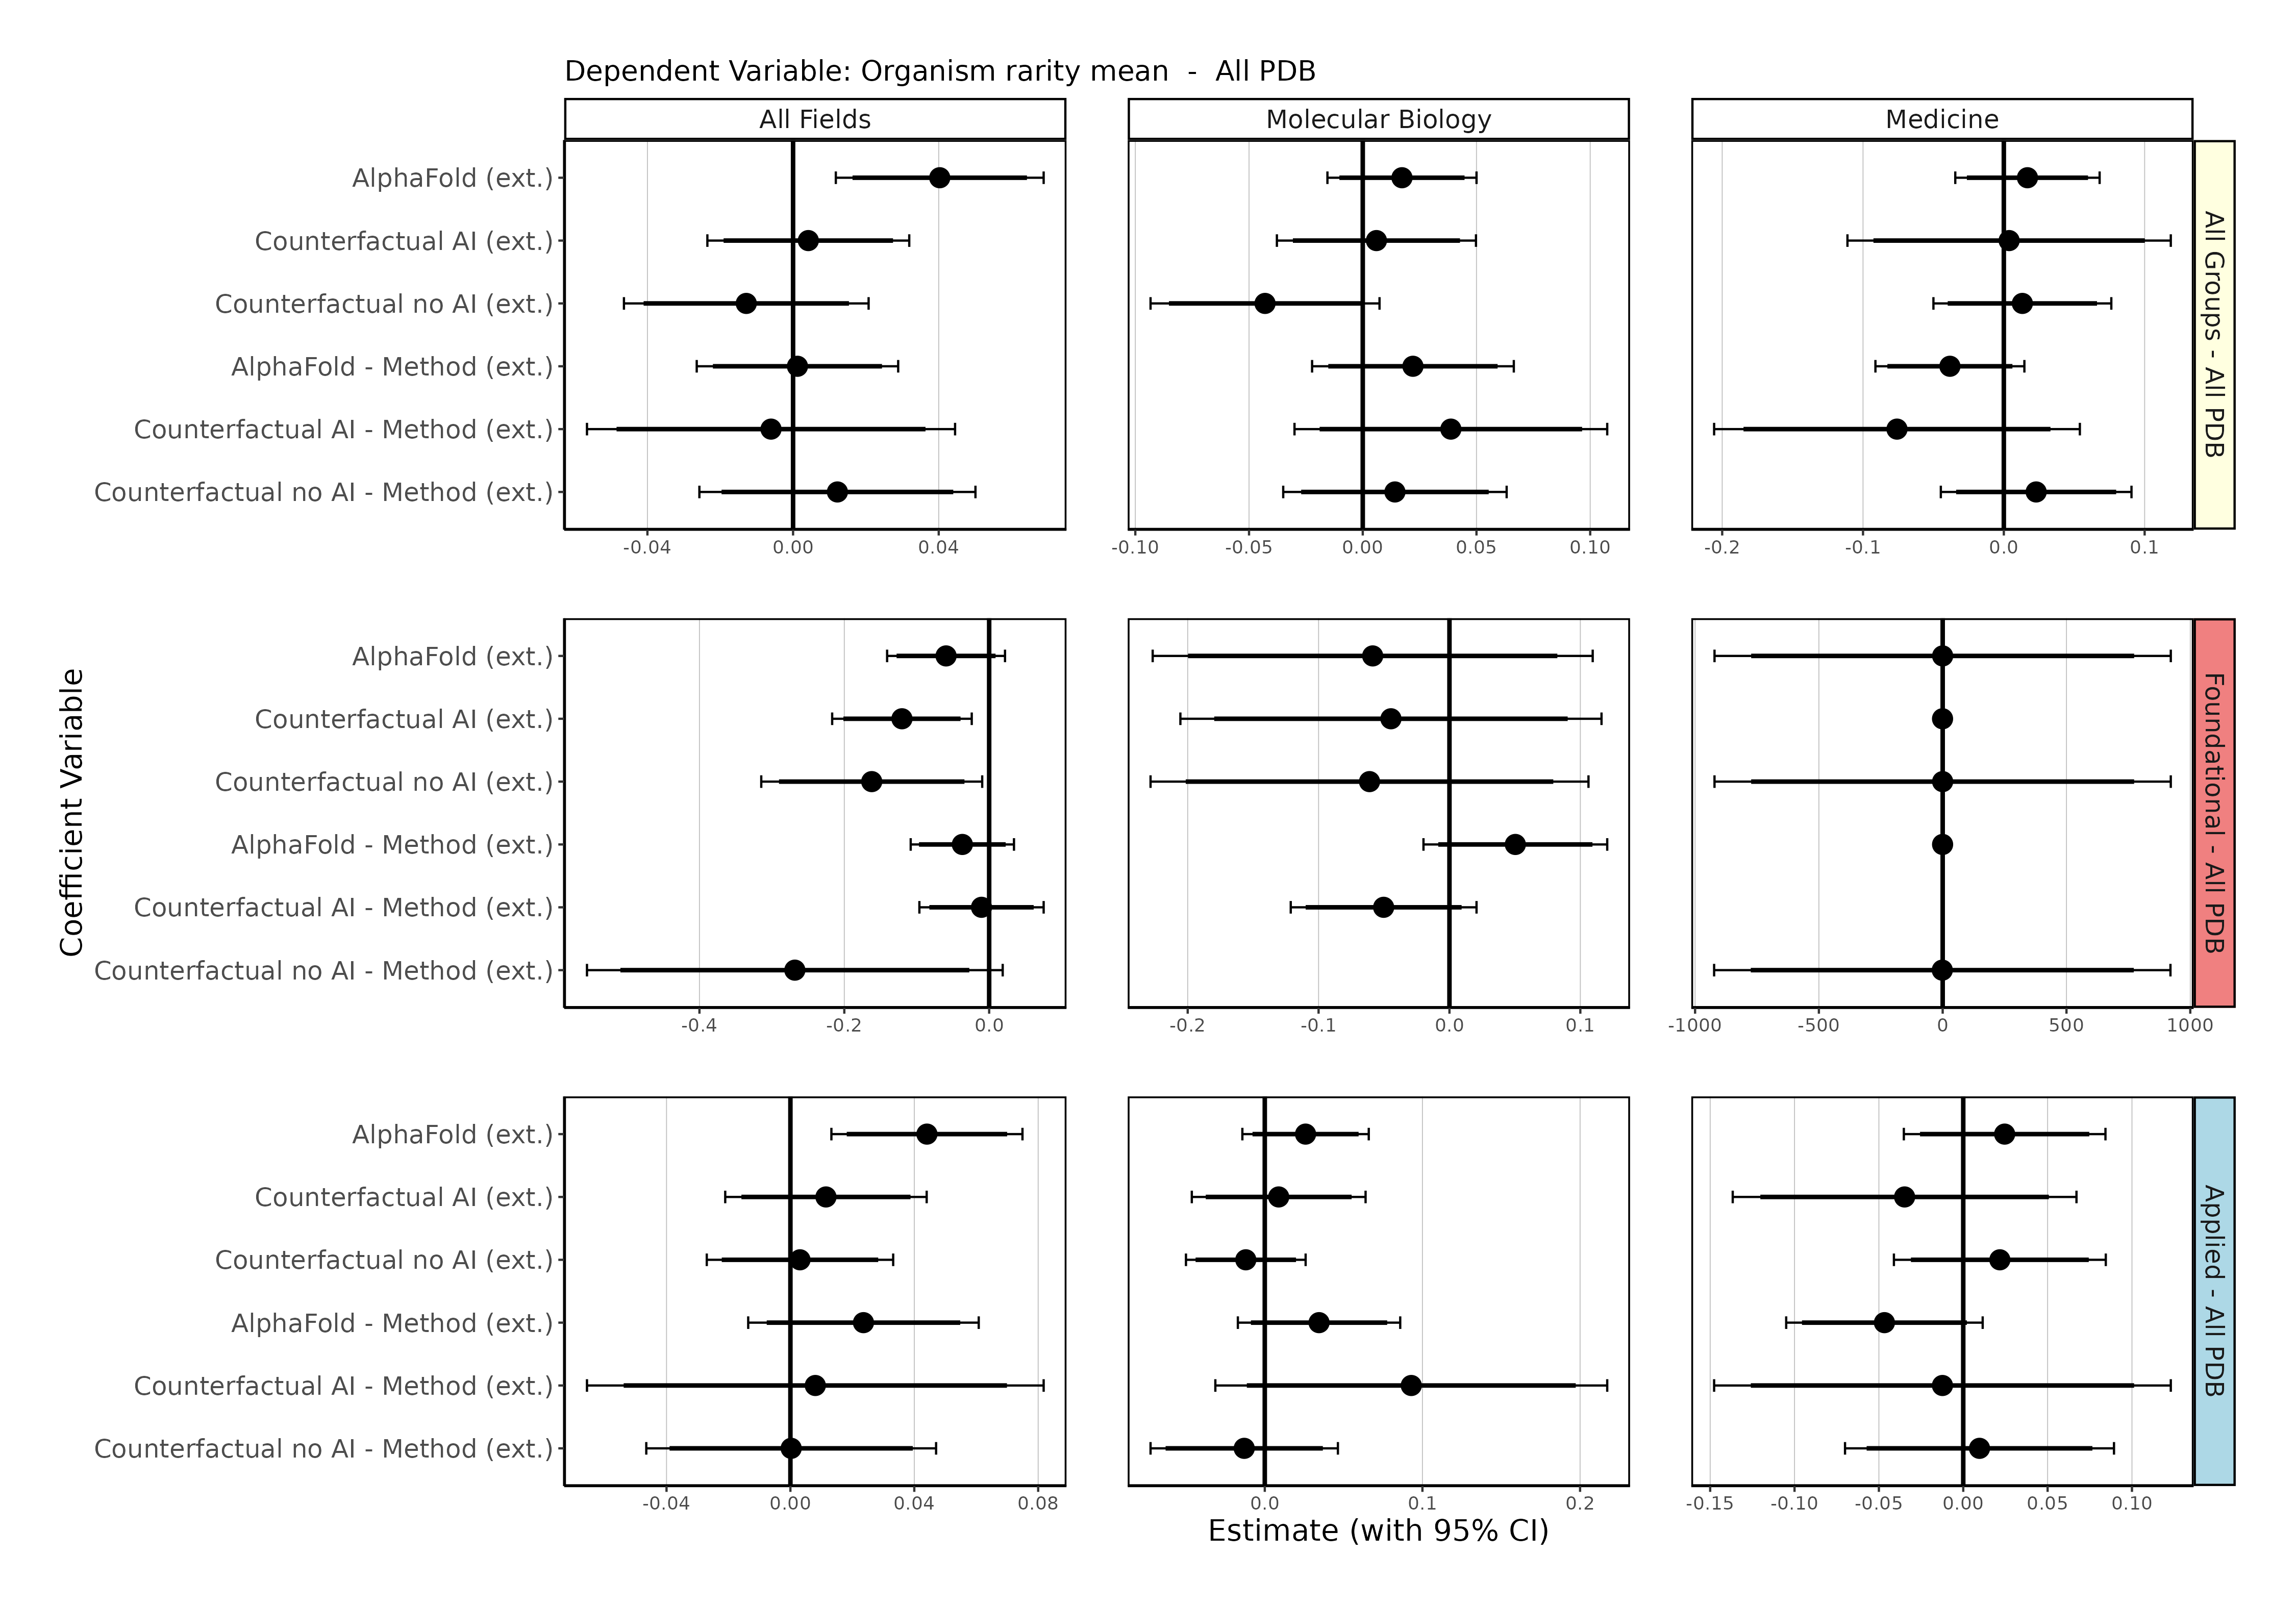 Dependent Variable: Organism rarity mean - All PDB
All Fields
Molecular Biology
Medicine
AlphaFold (ext.)
Counterfactual AI (ext.)
Counterfactual no AI (ext.)
AlphaFold - Method (ext.)
Counterfactual AI - Method (ext.)
Counterfactual no AI - Method (ext.)
All Groups - All PDB
-0.04 0.00 0.04
-0.10 -0.05 0.00 0.05 0.10
-0.2 -0.1 0.0 0.1
Coefficient Variable
AlphaFold (ext.)
Counterfactual AI (ext.)
Counterfactual no AI (ext.)
AlphaFold - Method (ext.)
Counterfactual AI - Method (ext.)
Counterfactual no AI - Method (ext.)
Foundational - All PDB
-0.4 -0.2 0.0
-0.2 -0.1 0.0 0.1
-1000 -500 0 500 1000
AlphaFold (ext.)
Counterfactual AI (ext.)
Counterfactual no AI (ext.)
AlphaFold - Method (ext.)
Counterfactual AI - Method (ext.)
Counterfactual no AI - Method (ext.)
Applied - All PDB
-0.04 0.00 0.04 0.08
0.0 0.1 0.2
-0.15 -0.10 -0.05 0.00 0.05 0.10
Estimate (with 95% CI)